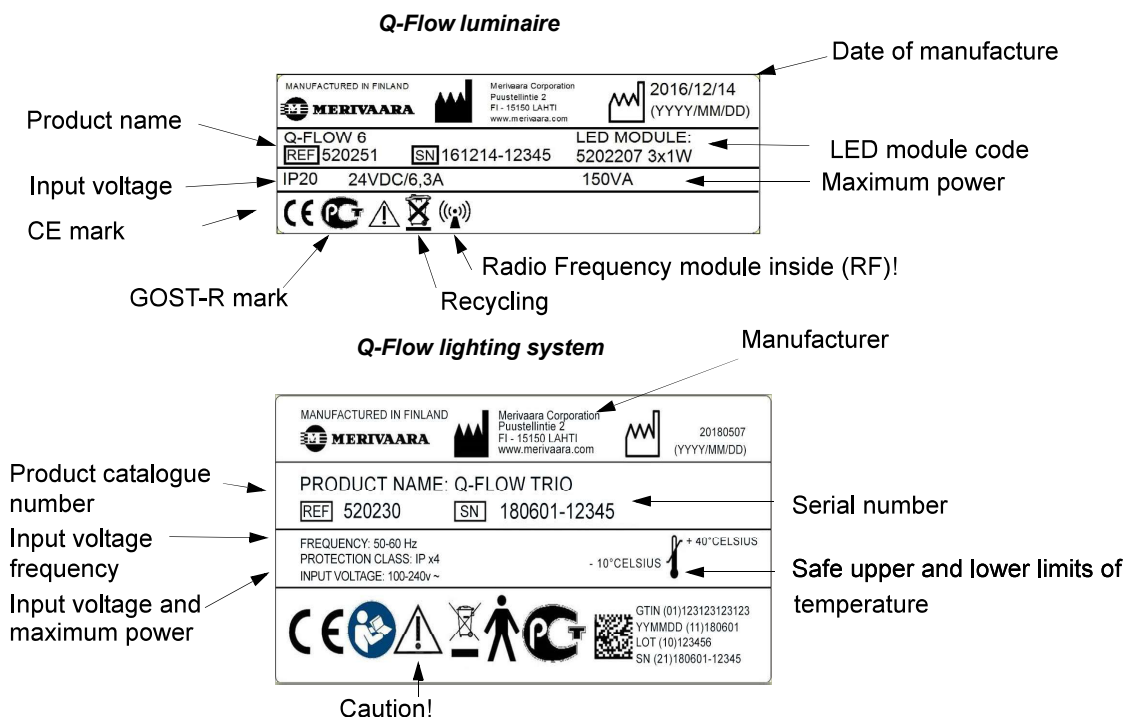 Q-Flow luminaire
Date of manufacture
MANUFACTURED IN FINLAND
MERIVAARA
Merivaara Corporation
Puustellintie 2
FI - 15150 LAHTI
www.merivaara.com
2016/12/14
(YYYY/MM/DD)
Product name
Q-FLOW 6
REF 520251
SN 161214-12345
LED MODULE:
5202207 3x1W
LED module code
Input voltage
IP20 24VDC/6,3A 150VA
Maximum power
CE mark
CE
Radio Frequency module inside (RF)!
GOST-R mark
Recycling
Q-Flow lighting system
Manufacturer
MANUFACTURED IN FINLAND
MERIVAARA
Merivaara Corporation
Puustellintie 2
FI - 15150 LAHTI
www.merivaara.com
20180507
(YYYY/MM/DD)
Product catalogue
number
PRODUCT NAME: Q-FLOW TRIO
REF 520230 SN 180601-12345
Serial number
Input voltage
frequency
FREQUENCY: 50-60 Hz
PROTECTION CLASS: IP x4
INPUT VOLTAGE: 100-240v ~
- 10°CELSIUS
+ 40°CELSIUS
Safe upper and lower limits of
temperature
Input voltage and
maximum power
CE
GTIN (01)123123123123
YYMMDD (11)180601
LOT (10)123456
SN (21)180601-12345
Caution!